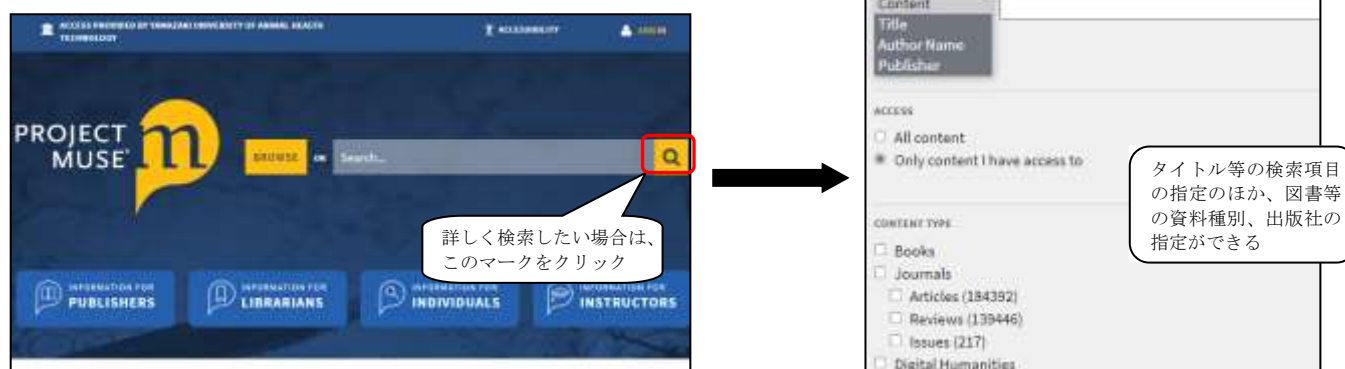 ACCESS PROVIDED BY YAMAZAKI UNIVERSITY OF ANIMAL HEALTH
TECHNOLOGY
ACCESSIBILITY
LOG IN
PROJECT
MUSE®
BROWSE
OR
Search...
詳しく検索したい場合は、
このマークをクリック
INFORMATION FOR
PUBLISHERS
INFORMATION FOR
LIBRARIANS
INFORMATION FOR
INDIVIDUALS
INFORMATION FOR
INSTRUCTORS
Content
Title
Author Name
Publisher
ACCESS
All content
Only content I have access to
タイトル等の検索項目
の指定のほか、図書等
の資料種別、出版社の
指定ができる
CONTENT TYPE
Books
Journals
Articles (184392)
Reviews (139446)
Issues (217)
Digital Humanities